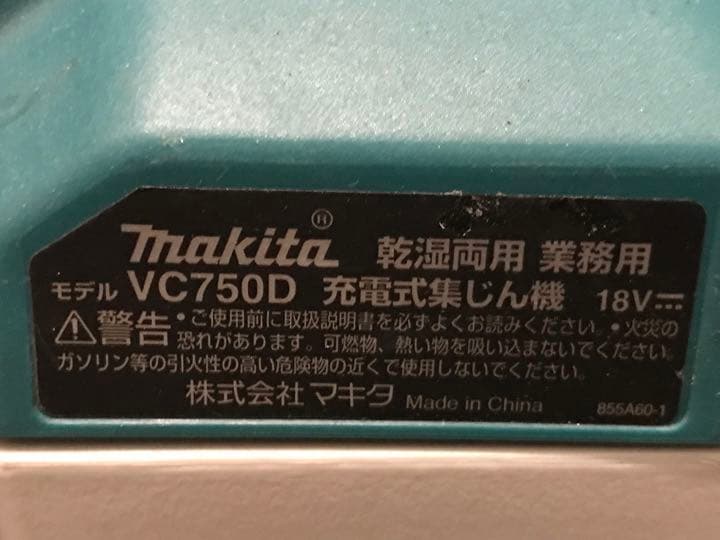 makita® 乾湿両用 業務用
モデル VC750D 充電式集じん機 18V⎓
⚠警告 •ご使用前に取扱説明書を必ずよくお読みください。•火災の
恐れがあります。可燃物、熱い物を吸い込まないでください。
ガソリン等の引火性の高い危険物の近くで使用しないでください。
株式会社マキタ Made in China 855A60-1